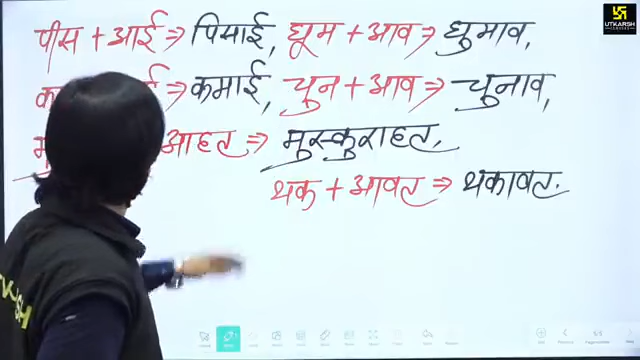 पीस + आई ⇒ पिसाई, घूम + आव ⇒ घुमाव,
⇒ कमाई, चुन + आव ⇒ चुनाव,
आहट ⇒ मुस्कुराहट,
थक + आवट ⇒ थकावट,
UTKARSH